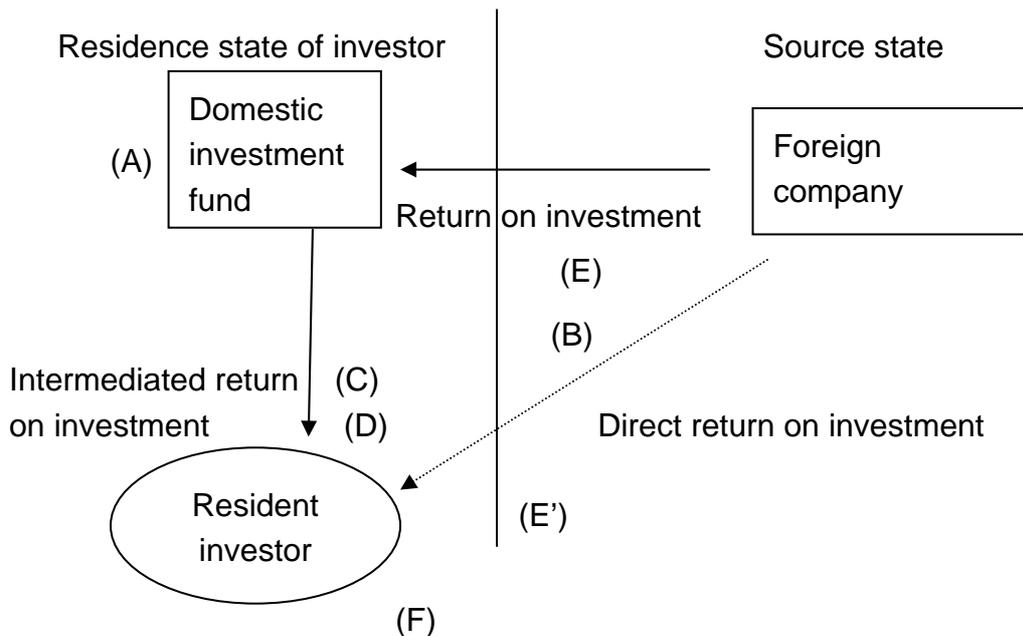 Residence state of investor
Source state
Domestic
investment
fund
(A)
Foreign
company
Return on investment
(E)
(B)
Intermediated return
on investment
(C)
(D)
Direct return on investment
Resident
investor
(E’)
(F)